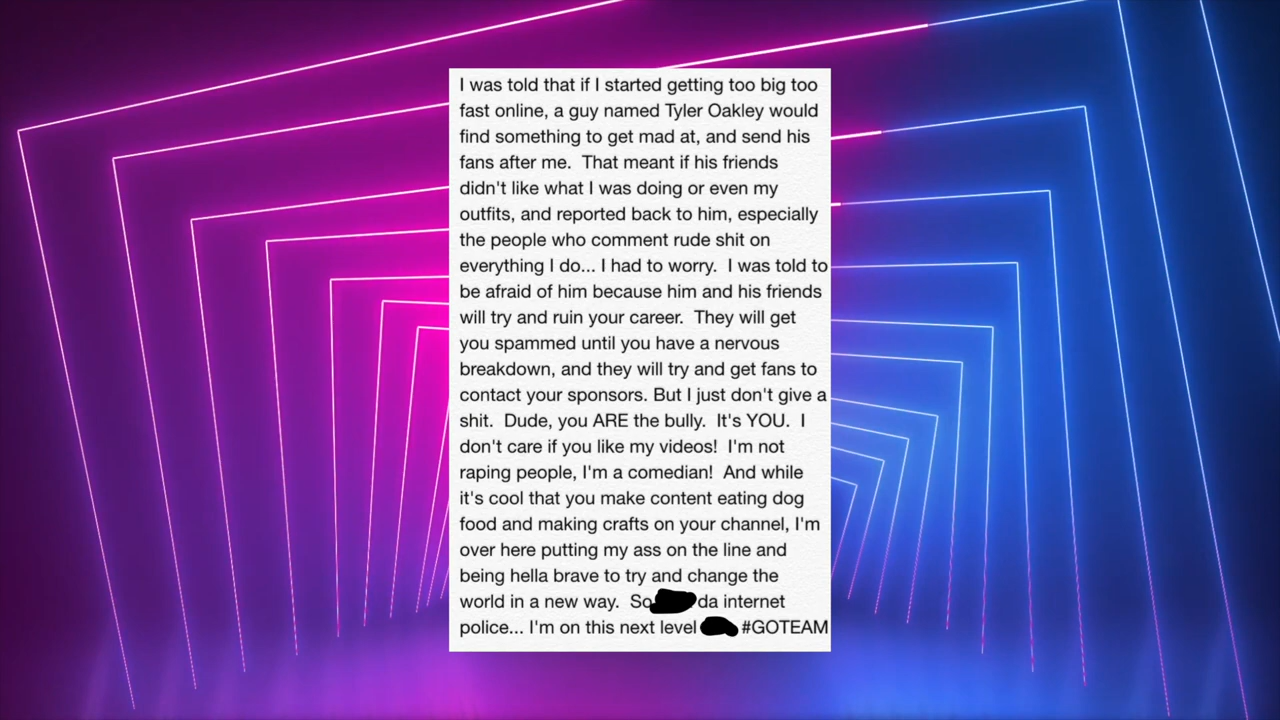 I was told that if I started getting too big too
fast online, a guy named Tyler Oakley would
find something to get mad at, and send his
fans after me.  That meant if his friends
didn't like what I was doing or even my
outfits, and reported back to him, especially
the people who comment rude shit on
everything I do... I had to worry.  I was told to
be afraid of him because him and his friends
will try and ruin your career.  They will get
you spammed until you have a nervous
breakdown, and they will try and get fans to
contact your sponsors. But I just don't give a
shit.  Dude, you ARE the bully.  It's YOU.  I
don't care if you like my videos!  I'm not
raping people, I'm a comedian!  And while
it's cool that you make content eating dog
food and making crafts on your channel, I'm
over here putting my ass on the line and
being hella brave to try and change the
world in a new way.  So da internet
police... I'm on this next level #GOTEAM